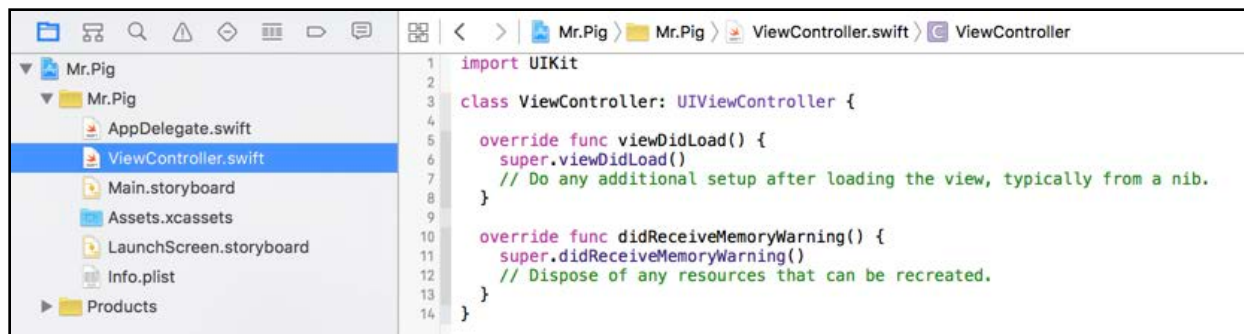 Mr.Pig
Mr.Pig
AppDelegate.swift
ViewController.swift
Main.storyboard
Assets.xcassets
LaunchScreen.storyboard
Info.plist
Products
Mr.Pig Mr.Pig ViewController.swift C ViewController
1 import UIKit
2
3 class ViewController: UIViewController {
4
5 override func viewDidLoad() {
6 super.viewDidLoad()
7 // Do any additional setup after loading the view, typically from a nib.
8 }
9
10 override func didReceiveMemoryWarning() {
11 super.didReceiveMemoryWarning()
12 // Dispose of any resources that can be recreated.
13 }
14 }